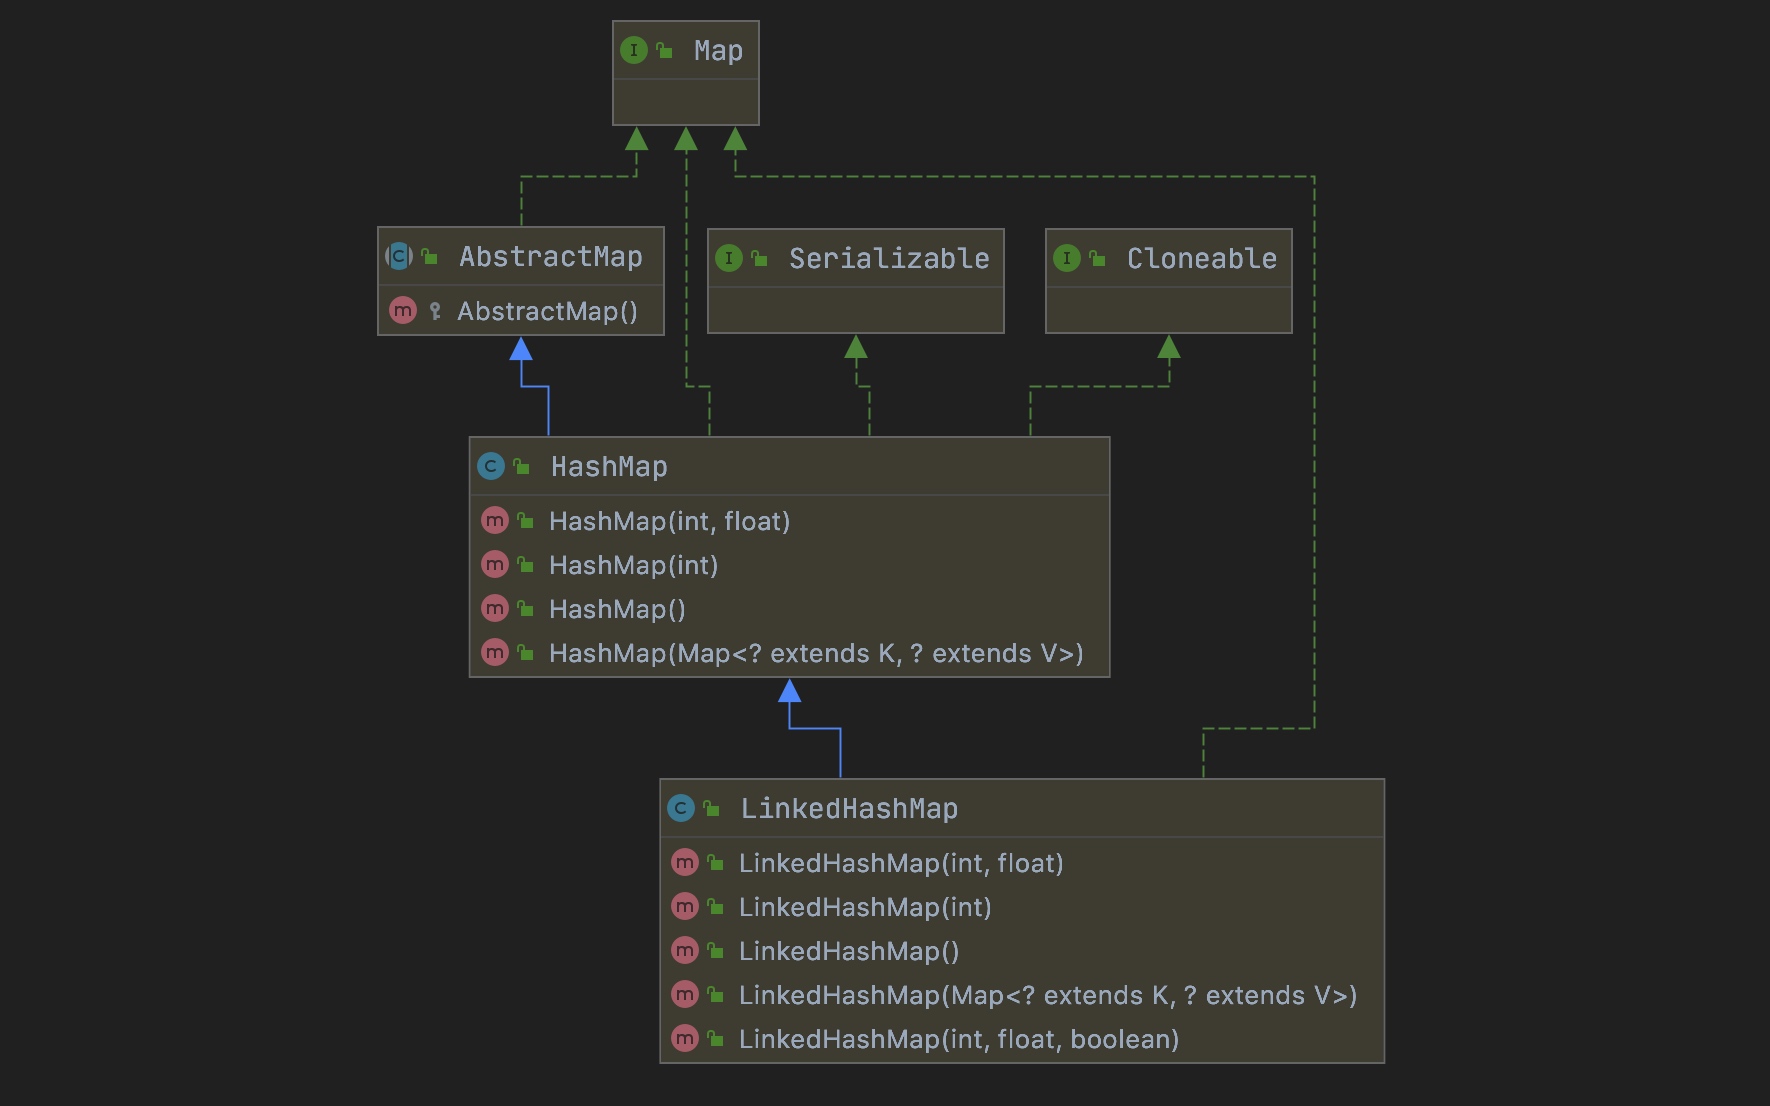 I Map
C AbstractMap
m AbstractMap()
I Serializable
I Cloneable
C HashMap
m HashMap(int, float)
m HashMap(int)
m HashMap()
m HashMap(Map<? extends K, ? extends V>)
C LinkedHashMap
m LinkedHashMap(int, float)
m LinkedHashMap(int)
m LinkedHashMap()
m LinkedHashMap(Map<? extends K, ? extends V>)
m LinkedHashMap(int, float, boolean)